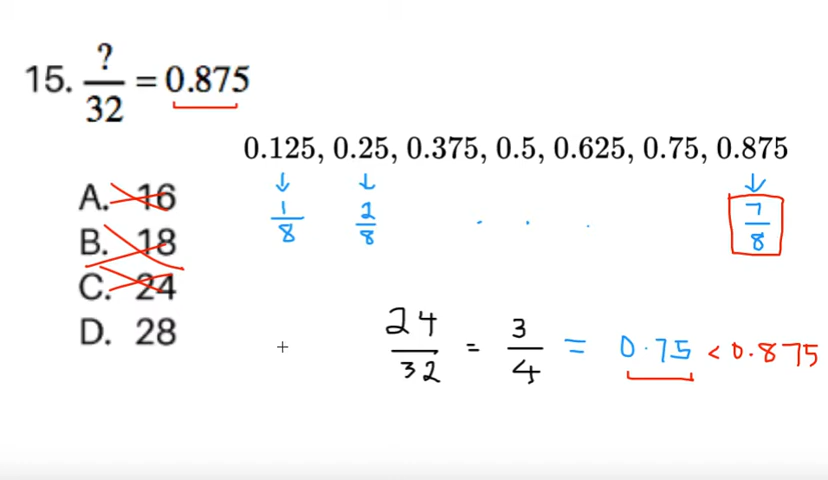 15. ?/32 = 0.875
0.125, 0.25, 0.375, 0.5, 0.625, 0.75, 0.875
1/8 2/8 . . . 7/8
A. 16
B. 18
C. 24
D. 28
24/32 = 3/4 = 0.75 < 0.875